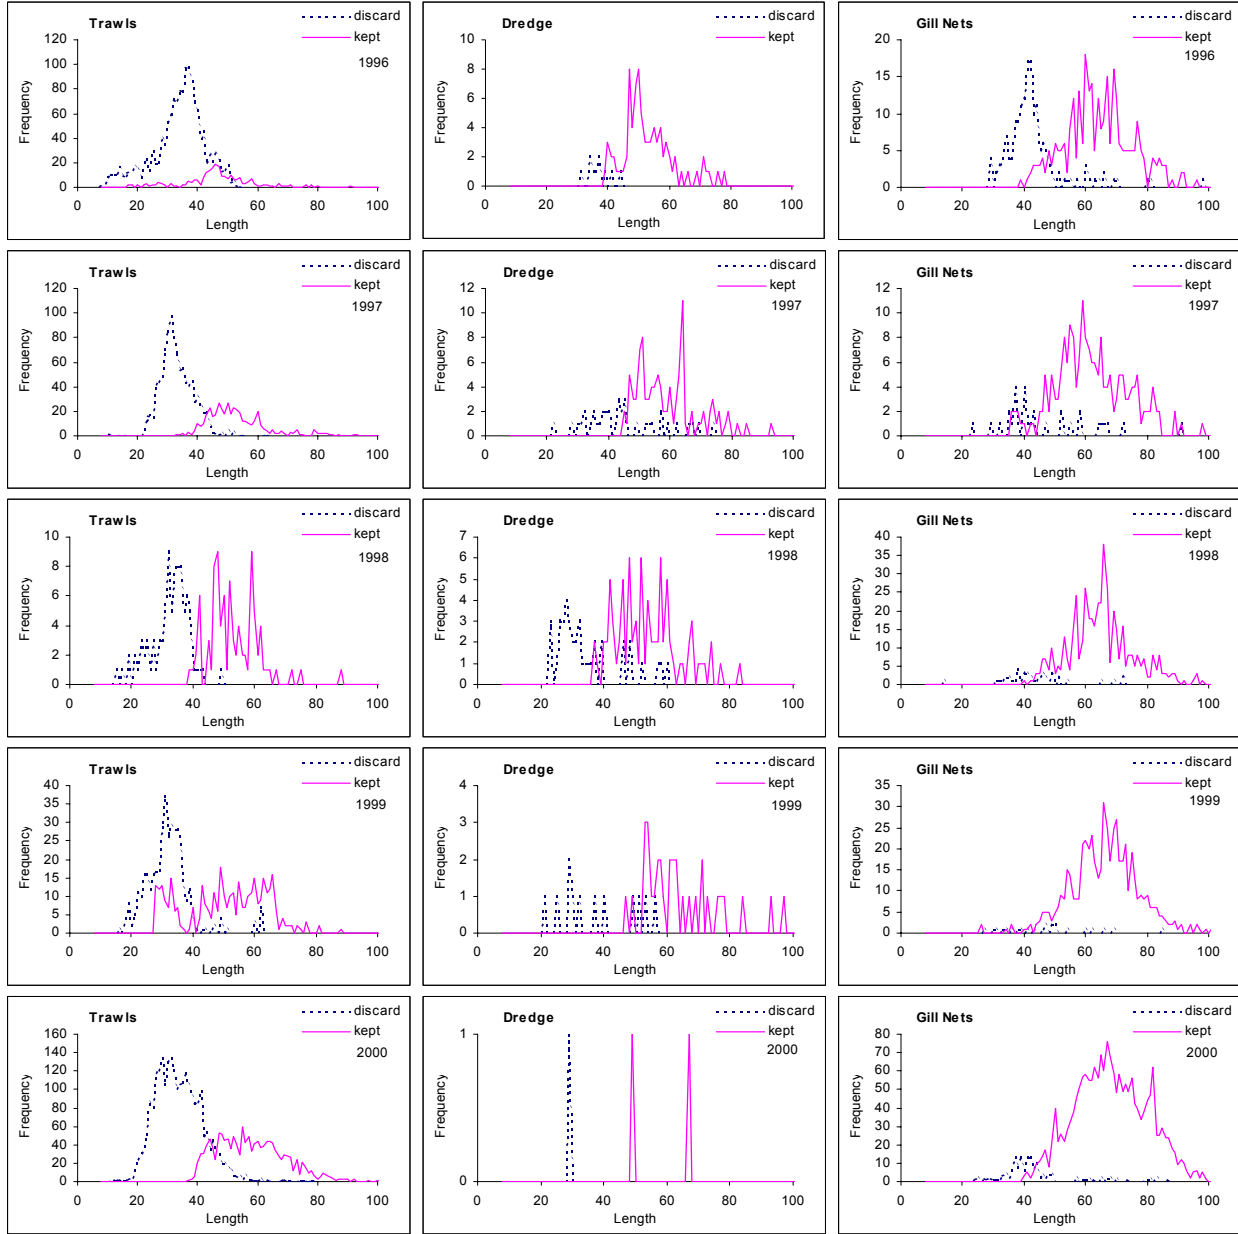 Trawls
discard
kept
1996
Frequency
120
100
80
60
40
20
0
0 20 40 60 80 100
Length
Dredge
discard
kept
1996
Frequency
10
8
6
4
2
0
0 20 40 60 80 100
Length
Gill Nets
discard
kept
1996
Frequency
20
15
10
5
0
0 20 40 60 80 100
Length
Trawls
discard
kept
1997
Frequency
120
100
80
60
40
20
0
0 20 40 60 80 100
Length
Dredge
discard
kept
1997
Frequency
12
10
8
6
4
2
0
0 20 40 60 80 100
Length
Gill Nets
discard
kept
1997
Frequency
12
10
8
6
4
2
0
0 20 40 60 80 100
Length
Trawls
discard
kept
1998
Frequency
10
8
6
4
2
0
0 20 40 60 80 100
Length
Dredge
discard
kept
1998
Frequency
7
6
5
4
3
2
1
0
0 20 40 60 80 100
Length
Gill Nets
discard
kept
1998
Frequency
40
35
30
25
20
15
10
5
0
0 20 40 60 80 100
Length
Trawls
discard
kept
1999
Frequency
40
35
30
25
20
15
10
5
0
0 20 40 60 80 100
Length
Dredge
discard
kept
1999
Frequency
4
3
2
1
0
0 20 40 60 80 100
Length
Gill Nets
discard
kept
1999
Frequency
35
30
25
20
15
10
5
0
0 20 40 60 80 100
Length
Trawls
discard
kept
2000
Frequency
160
140
120
100
80
60
40
20
0
0 20 40 60 80 100
Length
Dredge
discard
kept
2000
Frequency
1
0
0 20 40 60 80 100
Length
Gill Nets
discard
kept
2000
Frequency
80
70
60
50
40
30
20
10
0
0 20 40 60 80 100
Length